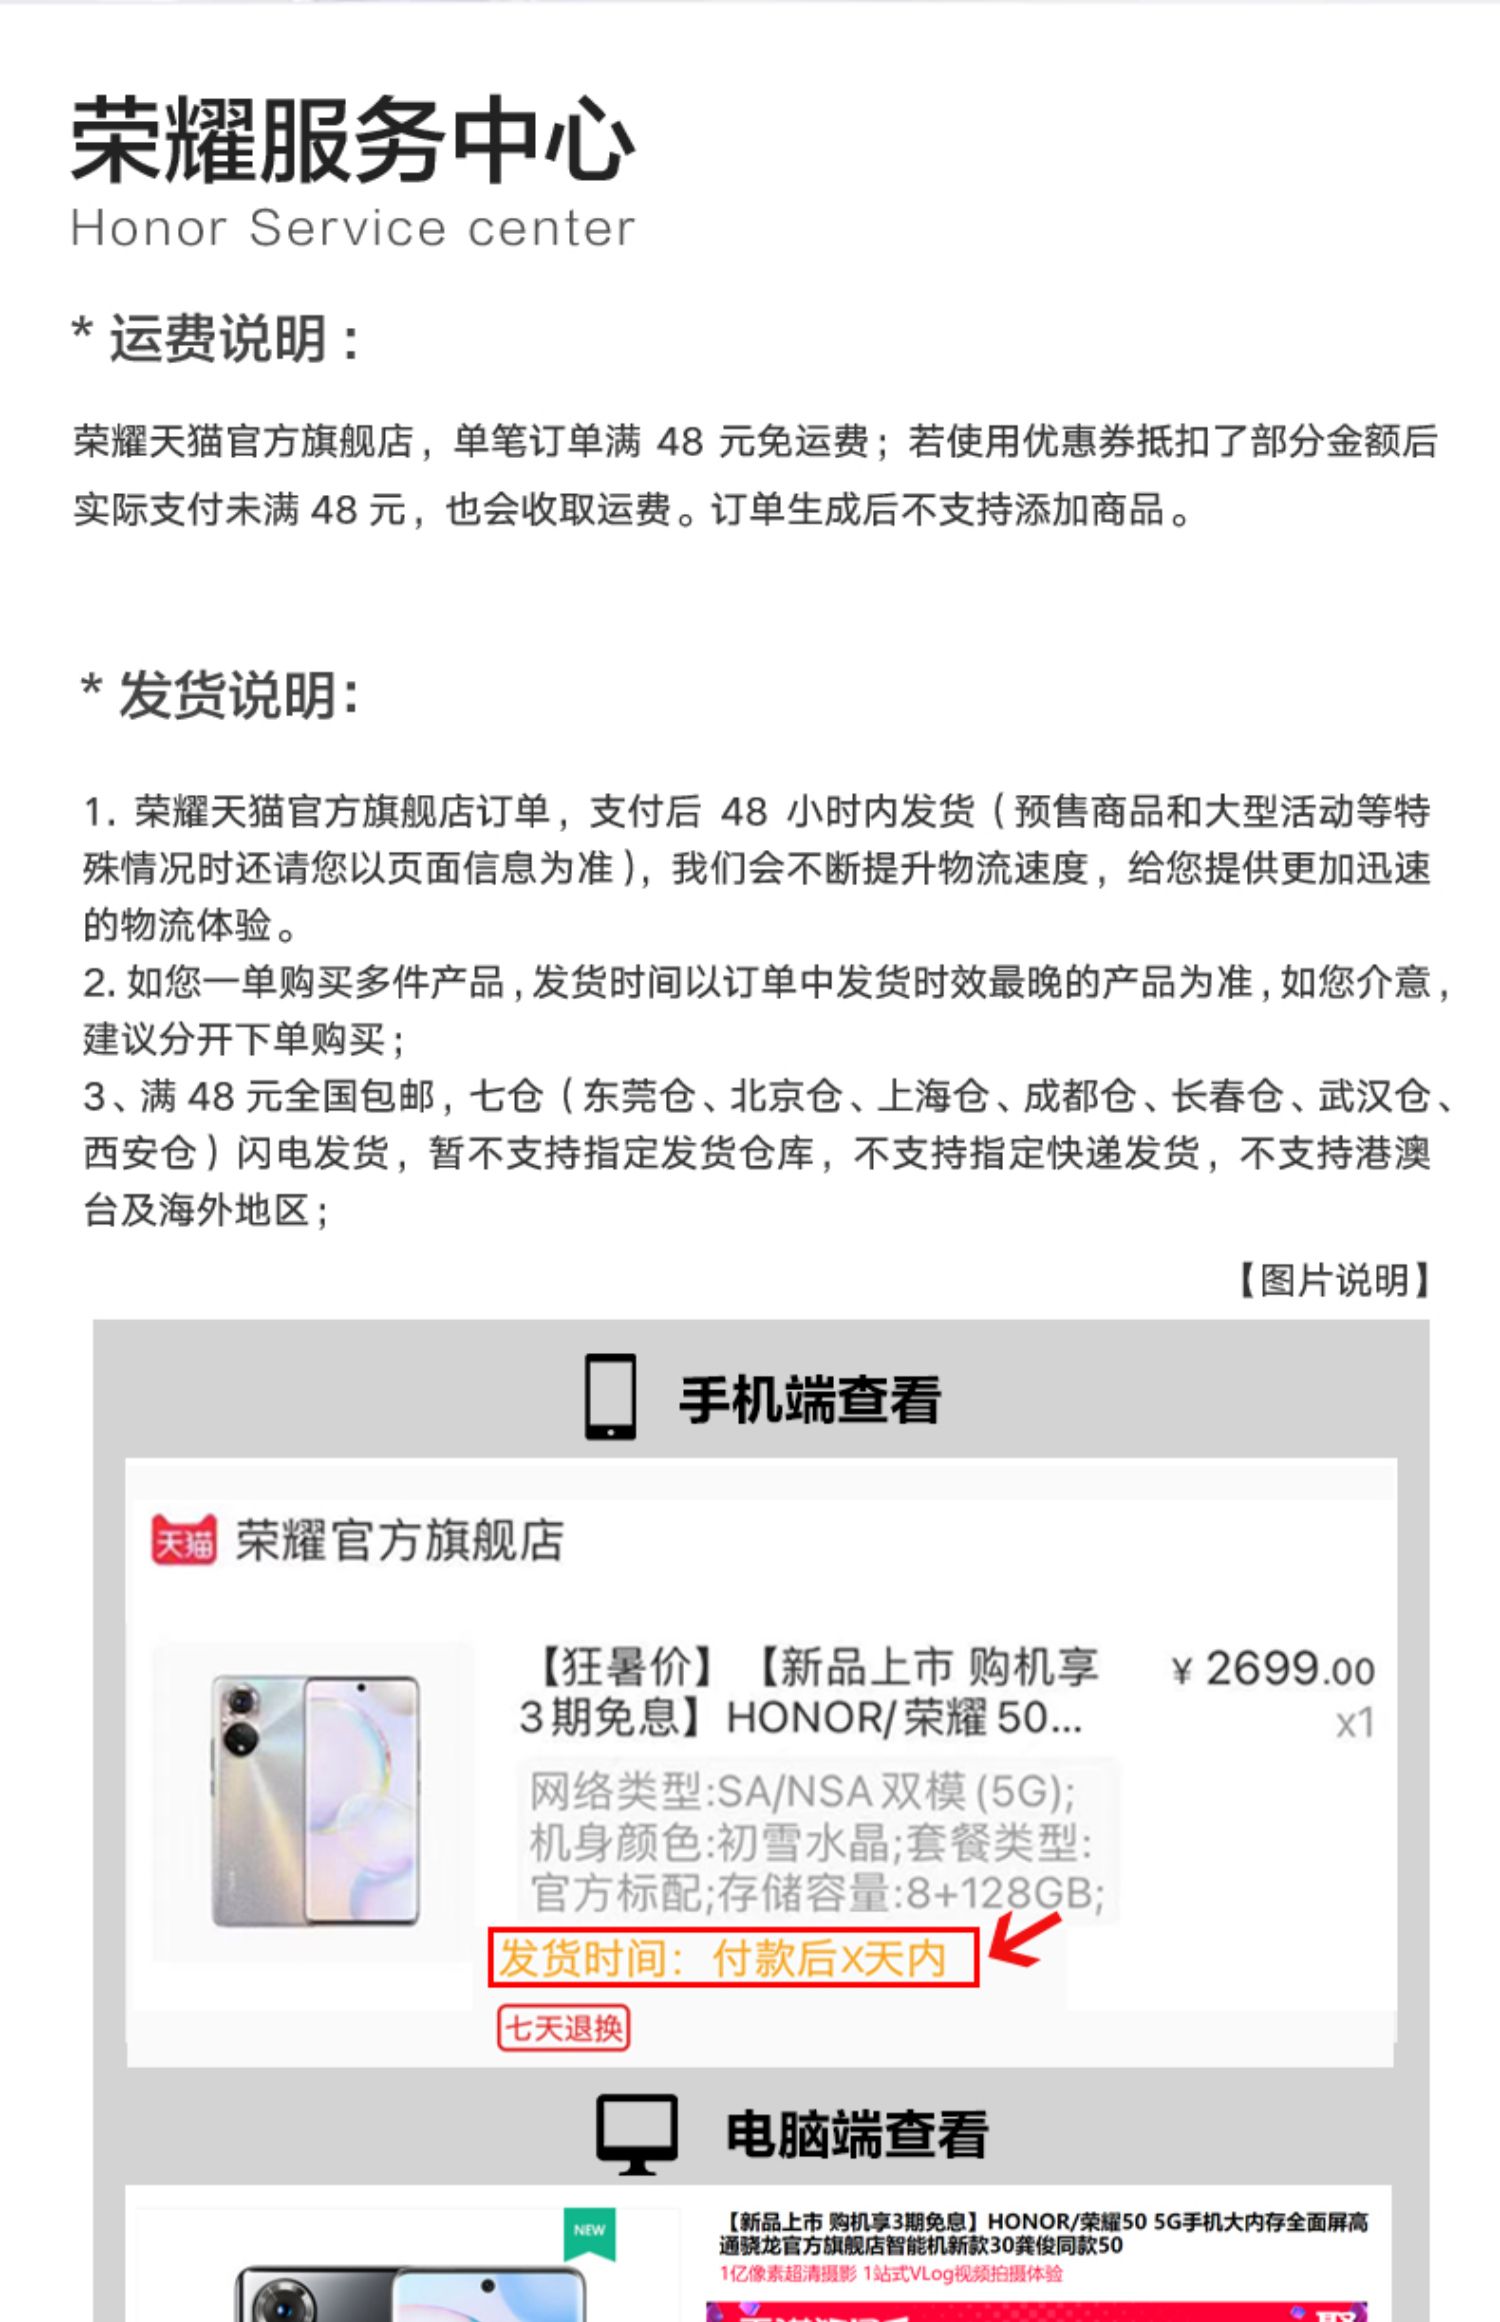 荣耀服务中心
Honor Service center
* 运费说明：
荣耀天猫官方旗舰店，单笔订单满 48 元免运费；若使用优惠券抵扣了部分金额后
实际支付未满 48 元，也会收取运费。订单生成后不支持添加商品。
* 发货说明：
1. 荣耀天猫官方旗舰店订单，支付后 48 小时内发货（预售商品和大型活动等特
殊情况时还请您以页面信息为准），我们会不断提升物流速度，给您提供更加迅速
的物流体验。
2. 如您一单购买多件产品，发货时间以订单中发货时效最晚的产品为准，如您介意，
建议分开下单购买；
3、满 48 元全国包邮，七仓（东莞仓、北京仓、上海仓、成都仓、长春仓、武汉仓、
西安仓）闪电发货，暂不支持指定发货仓库，不支持指定快递发货，不支持港澳
台及海外地区；
【图片说明】
手机端查看
天猫 荣耀官方旗舰店
【狂暑价】【新品上市 购机享 ¥ 2699.00
3期免息】HONOR/荣耀50... x1
网络类型:SA/NSA双模(5G);
机身颜色:初雪水晶;套餐类型:
官方标配;存储容量:8+128GB;
发货时间：付款后X天内
七天退换
电脑端查看
NEW
【新品上市 购机享3期免息】HONOR/荣耀50 5G手机大内存全面屏高
通骁龙官方旗舰店智能机新款30龚俊同款50
1亿像素超清摄影 1站式VLog视频拍摄体验